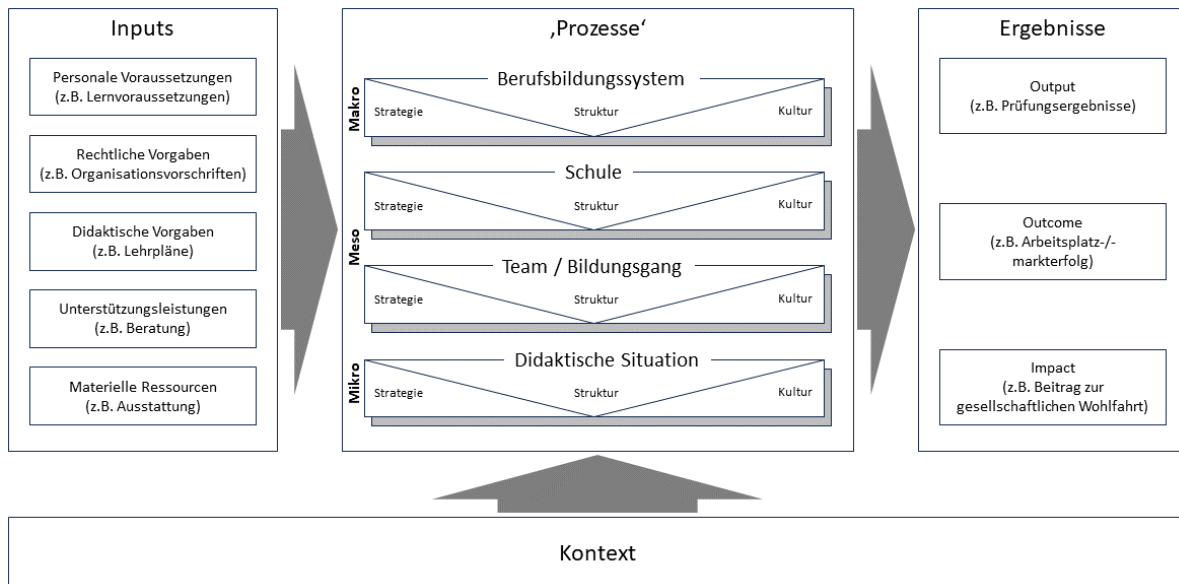 Inputs
Personale Voraussetzungen
(z.B. Lernvoraussetzungen)
Rechtliche Vorgaben
(z.B. Organisationsvorschriften)
Didaktische Vorgaben
(z.B. Lehrpläne)
Unterstützungsleistungen
(z.B. Beratung)
Materielle Ressourcen
(z.B. Ausstattung)
‚Prozesse‘
Makro
Berufsbildungssystem
Strategie
Struktur
Kultur
Meso
Schule
Strategie
Struktur
Kultur
Team / Bildungsgang
Strategie
Struktur
Kultur
Mikro
Didaktische Situation
Strategie
Struktur
Kultur
Ergebnisse
Output
(z.B. Prüfungsergebnisse)
Outcome
(z.B. Arbeitsplatz-/-
markterfolg)
Impact
(z.B. Beitrag zur
gesellschaftlichen Wohlfahrt)
Kontext